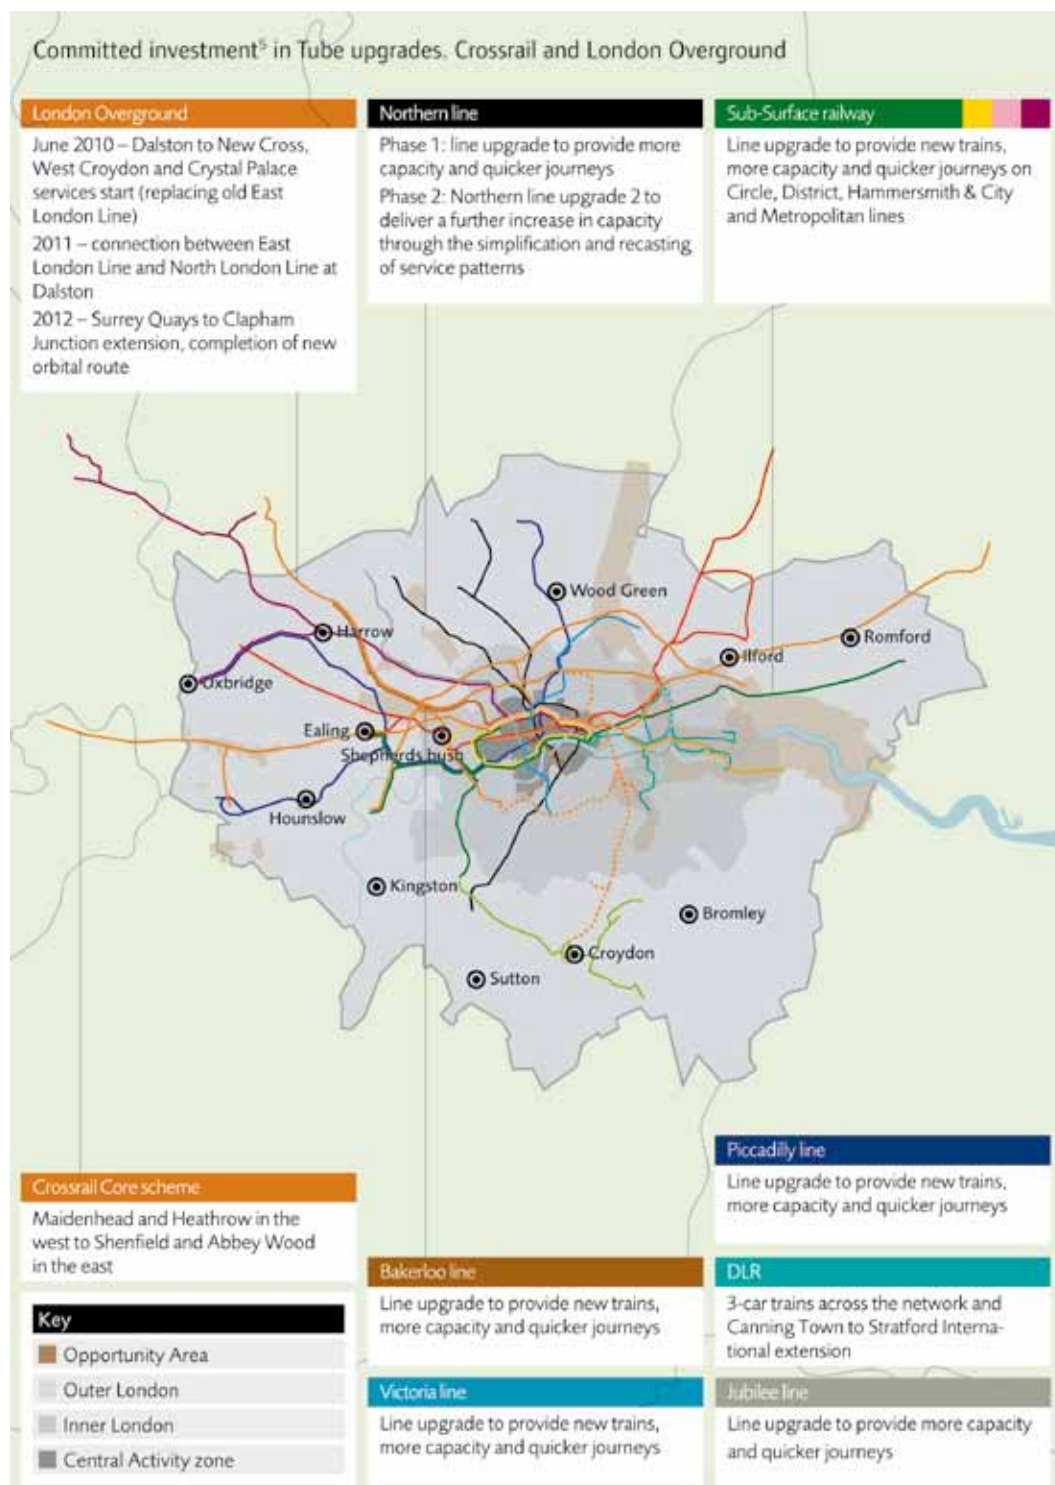 Committed investment⁵ in Tube upgrades. Crossrail and London Overground
London Overground
June 2010 – Dalston to New Cross,
West Croydon and Crystal Palace
services start (replacing old East
London Line)
2011 – connection between East
London Line and North London Line at
Dalston
2012 – Surrey Quays to Clapham
Junction extension, completion of new
orbital route
Northern line
Phase 1: line upgrade to provide more
capacity and quicker journeys
Phase 2: Northern line upgrade 2 to
deliver a further increase in capacity
through the simplification and recasting
of service patterns
Sub-Surface railway
Line upgrade to provide new trains,
more capacity and quicker journeys on
Circle, District, Hammersmith & City
and Metropolitan lines
Wood Green
Harrow
Romford
Ilford
Uxbridge
Ealing
Shepherds bush
Hounslow
Kingston
Bromley
Croydon
Sutton
Piccadilly line
Line upgrade to provide new trains,
more capacity and quicker journeys
Crossrail Core scheme
Maidenhead and Heathrow in the
west to Shenfield and Abbey Wood
in the east
Bakerloo line
Line upgrade to provide new trains,
more capacity and quicker journeys
DLR
3-car trains across the network and
Canning Town to Stratford Interna-
tional extension
Key
Opportunity Area
Outer London
Inner London
Central Activity zone
Victoria line
Line upgrade to provide new trains,
more capacity and quicker journeys
Jubilee line
Line upgrade to provide more capacity
and quicker journeys